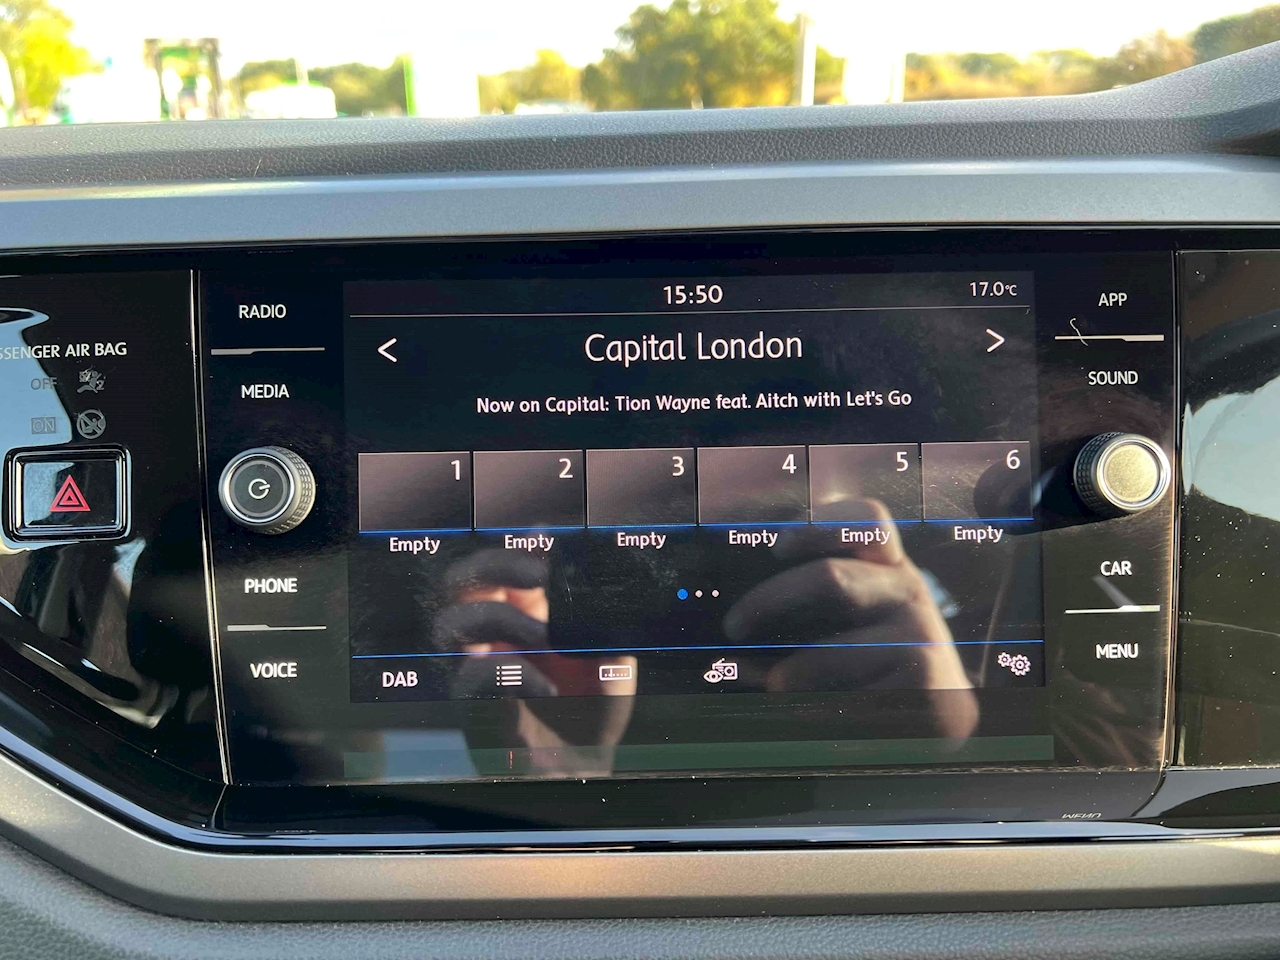 RADIO
MEDIA
SSENGER AIR BAG
OFF
ON
PHONE
VOICE
15:50
17.0°C
< Capital London >
Now on Capital: Tion Wayne feat. Aitch with Let's Go
1 2 3 4 5 6
Empty Empty Empty Empty Empty Empty
DAB
APP
SOUND
CAR
MENU